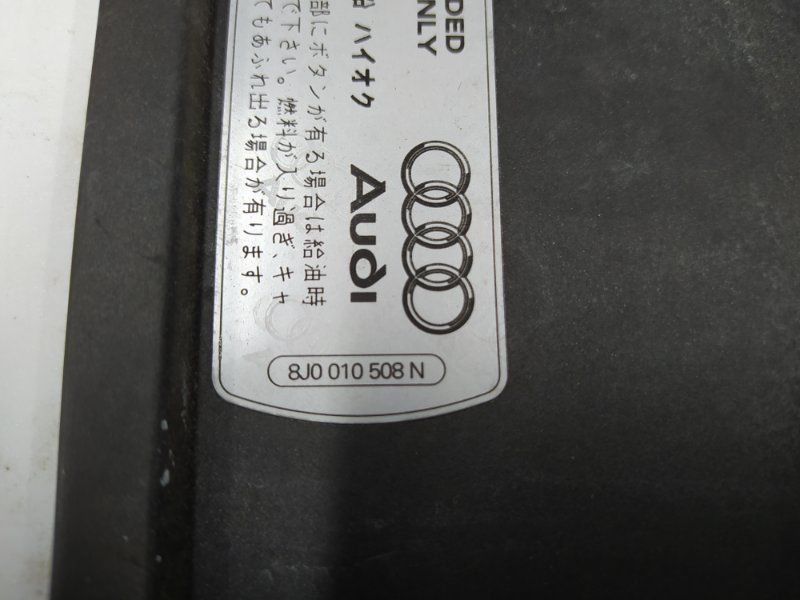 DED
NLY
ハイオク
Audi
部にボタンが有る場合は給油時
で下さい。燃料が入り過ぎ、キャ
てもあふれ出る場合が有ります。
8J0 010 508 N